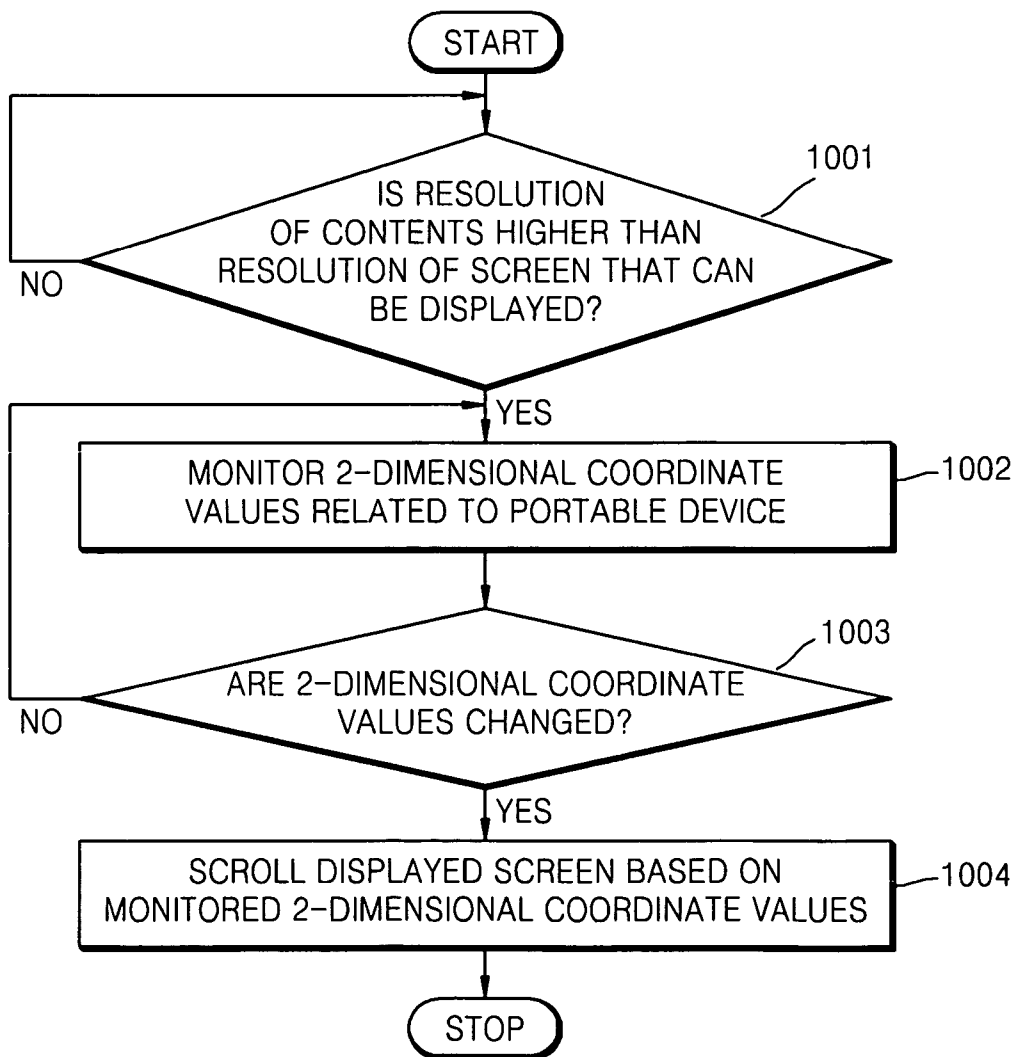 START
1001
IS RESOLUTION
OF CONTENTS HIGHER THAN
RESOLUTION OF SCREEN THAT CAN
BE DISPLAYED?
NO
YES
MONITOR 2-DIMENSIONAL COORDINATE
VALUES RELATED TO PORTABLE DEVICE
1002
1003
ARE 2-DIMENSIONAL COORDINATE
VALUES CHANGED?
NO
YES
SCROLL DISPLAYED SCREEN BASED ON
MONITORED 2-DIMENSIONAL COORDINATE VALUES
1004
STOP